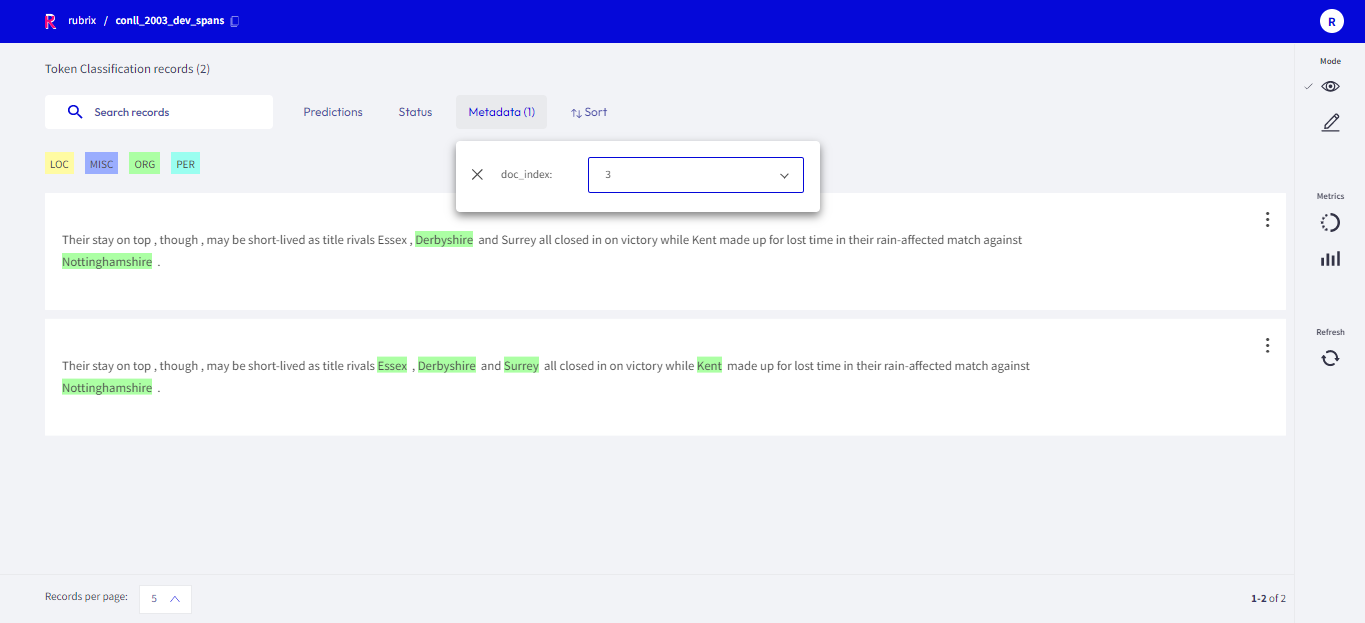 R rubrix / conll_2003_dev_spans R
Token Classification records (2)
Mode
Search records Predictions Status Metadata (1) Sort
LOC MISC ORG PER
doc_index: 3
Metrics
Their stay on top , though , may be short-lived as title rivals Essex , Derbyshire and Surrey all closed in on victory while Kent made up for lost time in their rain-affected match against
Nottinghamshire .
Refresh
Their stay on top , though , may be short-lived as title rivals Essex , Derbyshire and Surrey all closed in on victory while Kent made up for lost time in their rain-affected match against
Nottinghamshire .
Records per page: 5 1-2 of 2